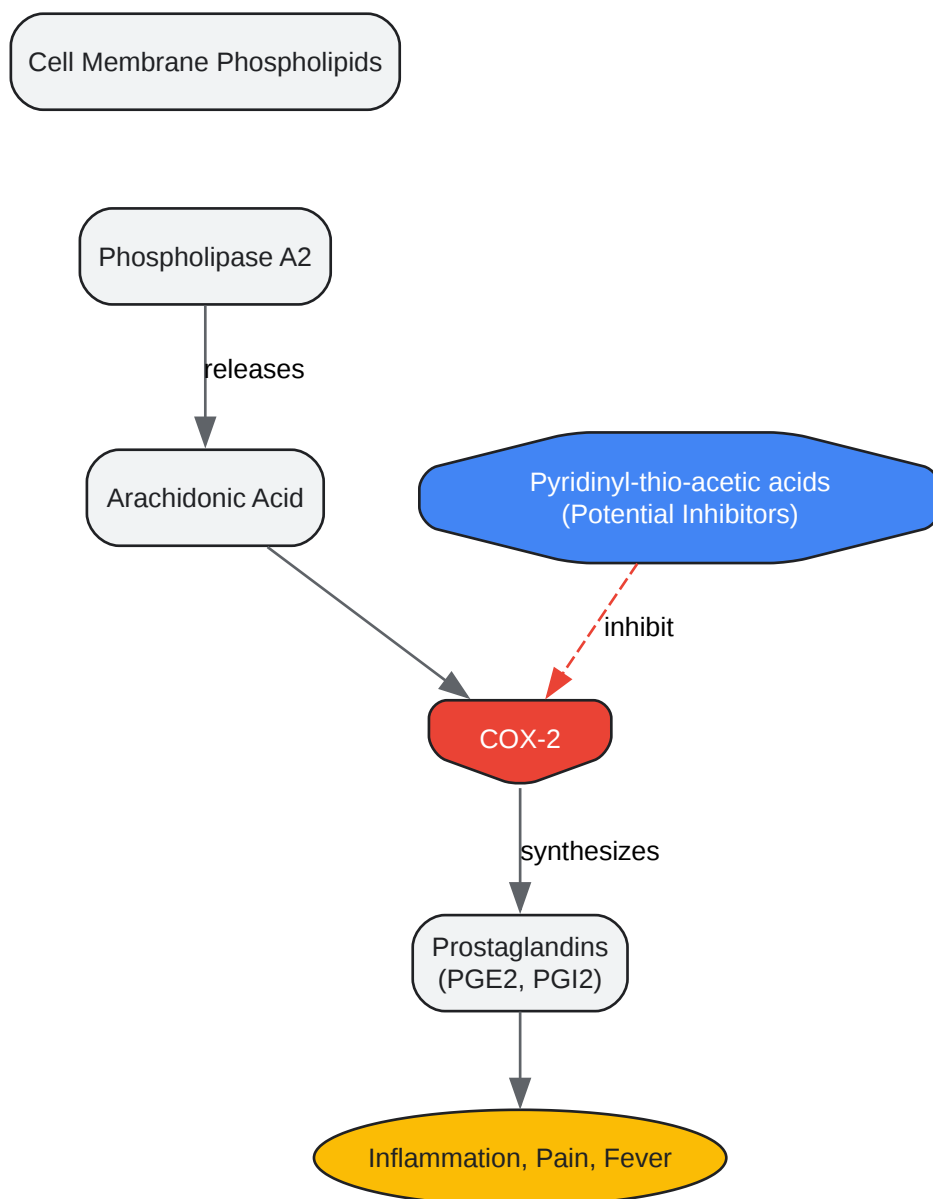 Cell Membrane Phospholipids
Phospholipase A2
releases
Arachidonic Acid
Pyridinyl-thio-acetic acids
(Potential Inhibitors)
inhibit
COX-2
synthesizes
Prostaglandins
(PGE2, PGI2)
Inflammation, Pain, Fever